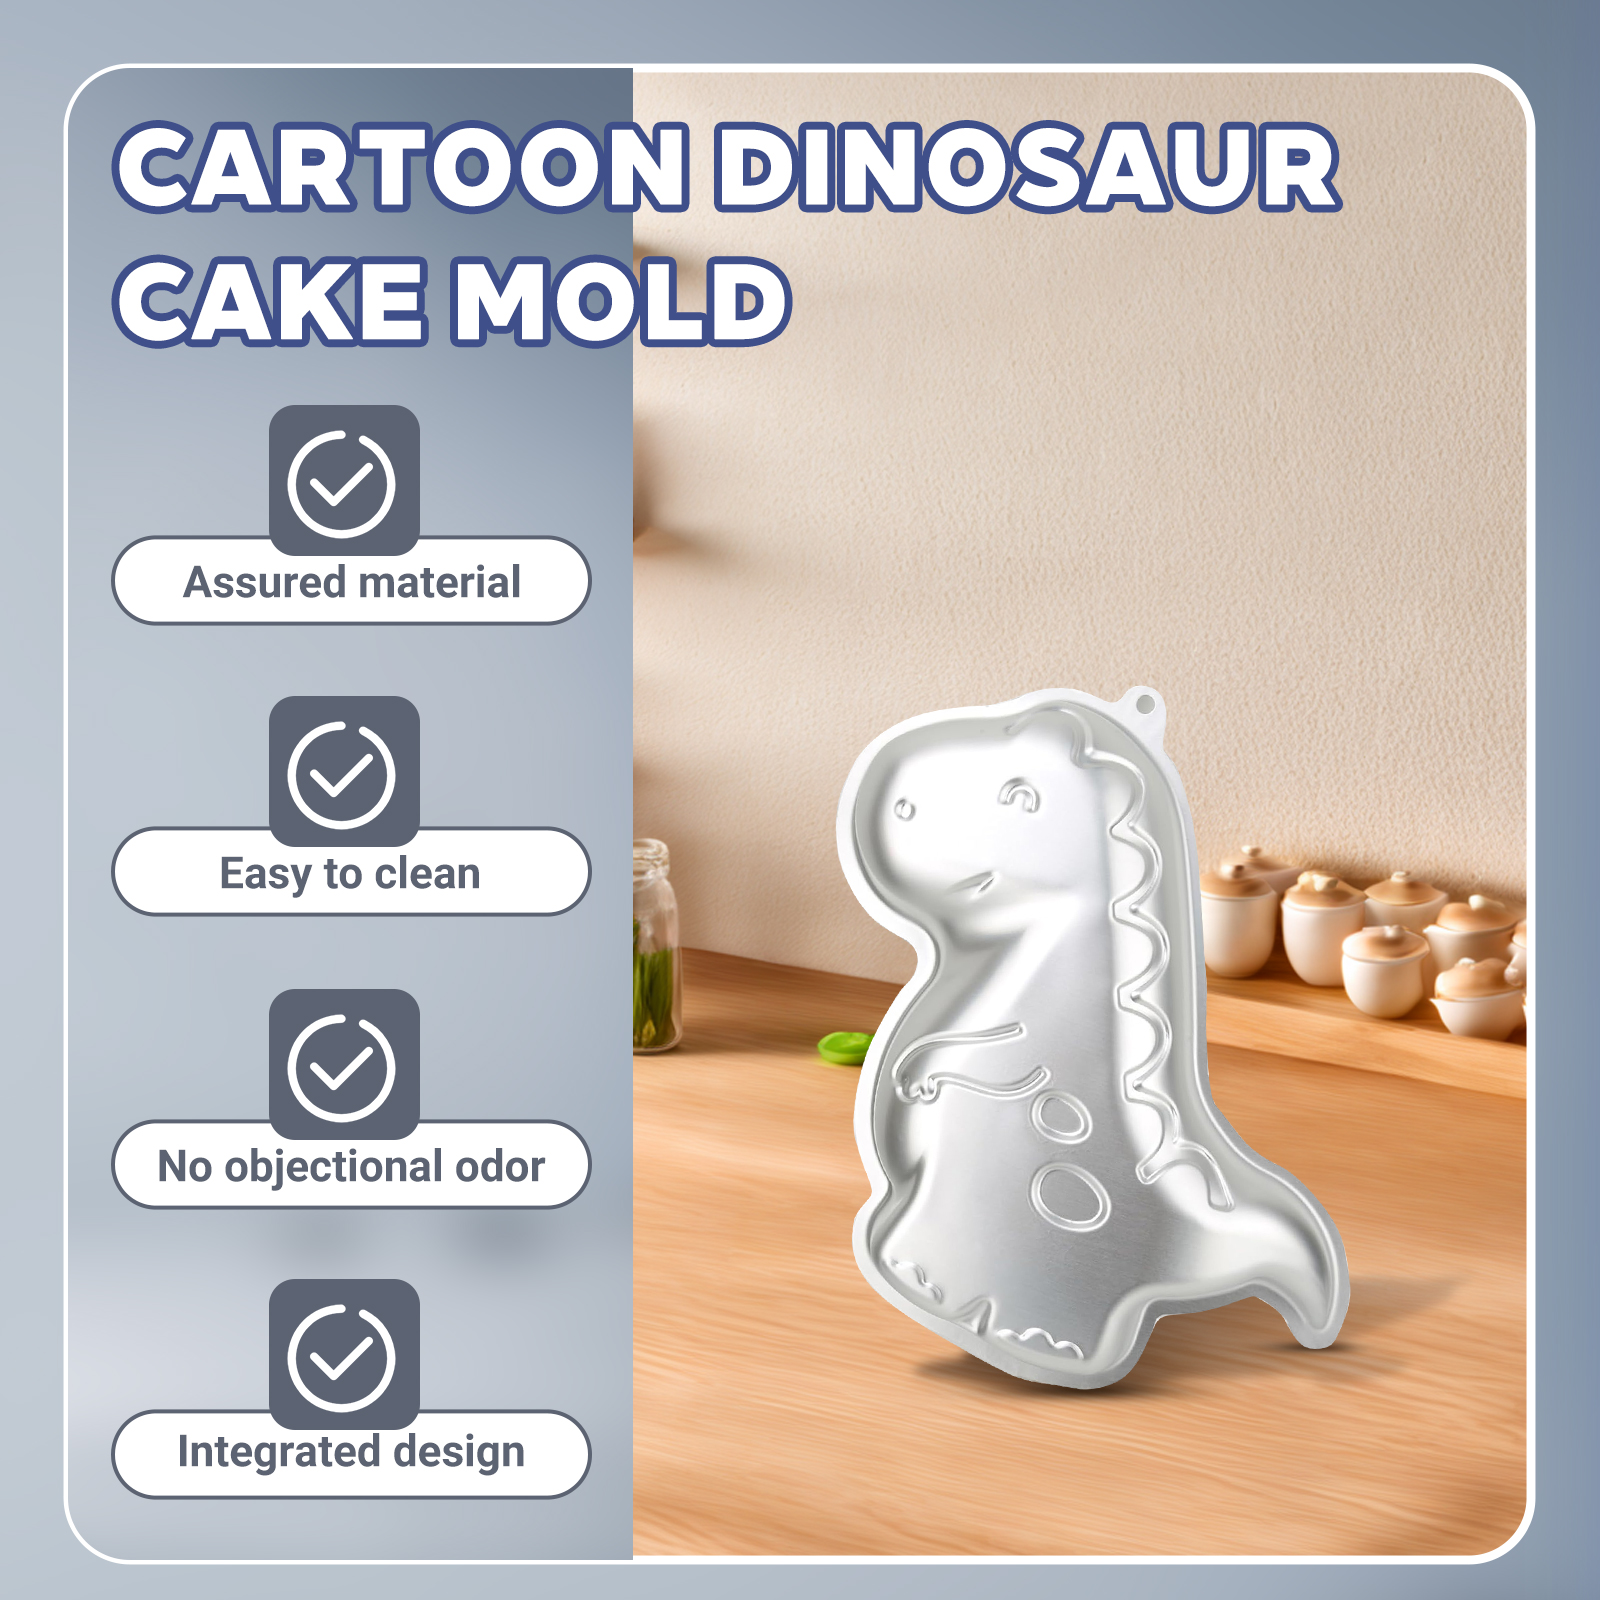 CARTOON DINOSAUR
CAKE MOLD
Assured material
Easy to clean
No objectional odor
Integrated design